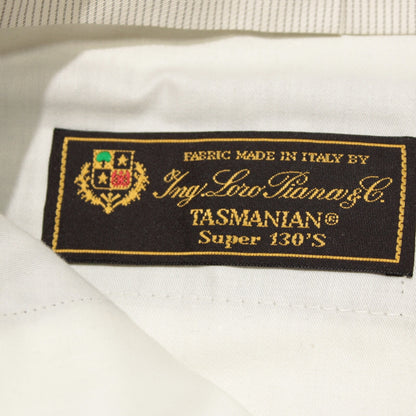 FABRIC MADE IN ITALY BY
Ing. Loro Piana & C.
TASMANIAN®
Super 130'S